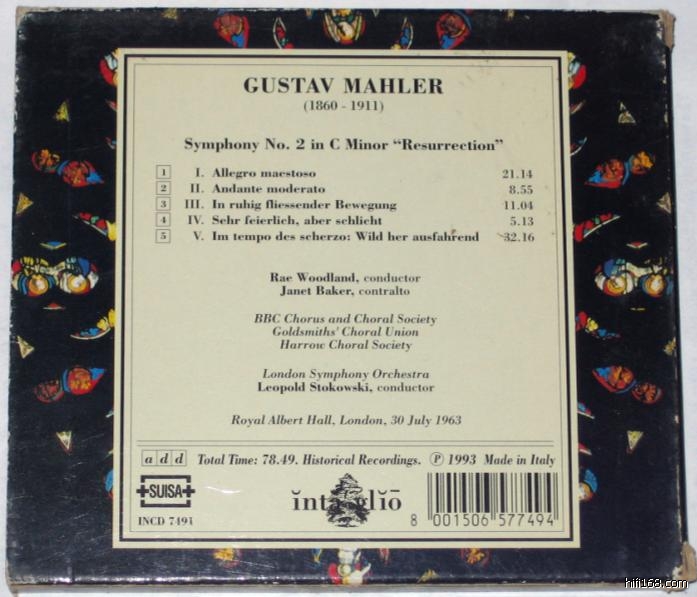 GUSTAV MAHLER
(1860 - 1911)
Symphony No. 2 in C Minor “Resurrection”
1 I. Allegro maestoso 21.14
2 II. Andante moderato 8.55
3 III. In ruhig fliessender Bewegung 11.04
4 IV. Sehr feierlich, aber schlicht 5.13
5 V. Im tempo des scherzo: Wild her ausfahrend 32.16
Rae Woodland, conductor
Janet Baker, contralto
BBC Chorus and Choral Society
Goldsmiths' Choral Union
Harrow Choral Society
London Symphony Orchestra
Leopold Stokowski, conductor
Royal Albert Hall, London, 30 July 1963
a d d Total Time: 78.49. Historical Recordings. ℗ 1993 Made in Italy
SUISA
INCD 7491
ĭntaglĭō
8 001506 577494
hifi168.com